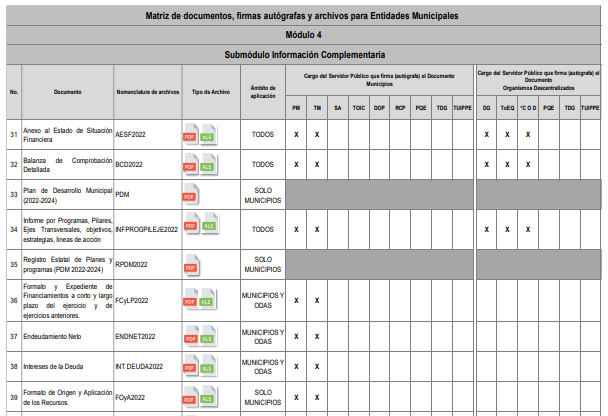 Matriz de documentos, firmas autógrafas y archivos para Entidades Municipales
Módulo 4
Submódulo Información Complementaria
No. Documento Nomenclatura de archivos Tipo de Archivo Ámbito de aplicación
Cargo del Servidor Público que firma (autógrafa) el Documento
Municipios
Cargo del Servidor Público que firma (autógrafa) el
Documento
Organismos Descentralizados
PM TM SA TOIC DDP RCP PQE TDG TUIPPE DG ToEQ *C O D PQE TDG TUIPPE
31 Anexo al Estado de Situación
Financiera AESF2022 PDF XLS TODOS X X X X X
32 Balanza de Comprobación
Detallada BCD2022 PDF XLS TODOS X X X X X
33 Plan de Desarrollo Municipal
(2022-2024) PDM PDF SOLO
MUNICIPIOS
34 Informe por Programas, Pilares,
Ejes Transversales, objetivos,
estrategias, líneas de acción INFPROGPILEJE2022 PDF XLS TODOS X X X X X
35 Registro Estatal de Planes y
programas (PDM 2022-2024) RPDM2022 PDF SOLO
MUNICIPIOS
36 Formato y Expediente de
Financiamientos a corto y largo
plazo del ejercicio y de
ejercicios anteriores. FCyLP2022 PDF XLS MUNICIPIOS Y
ODAS X X
37 Endeudamiento Neto ENDNET2022 PDF XLS MUNICIPIOS Y
ODAS X X
38 Intereses de la Deuda INT DEUDA2022 PDF XLS MUNICIPIOS Y
ODAS X X
39 Formato de Origen y Aplicación
de los Recursos. FOyA2022 PDF XLS SOLO
MUNICIPIOS X X